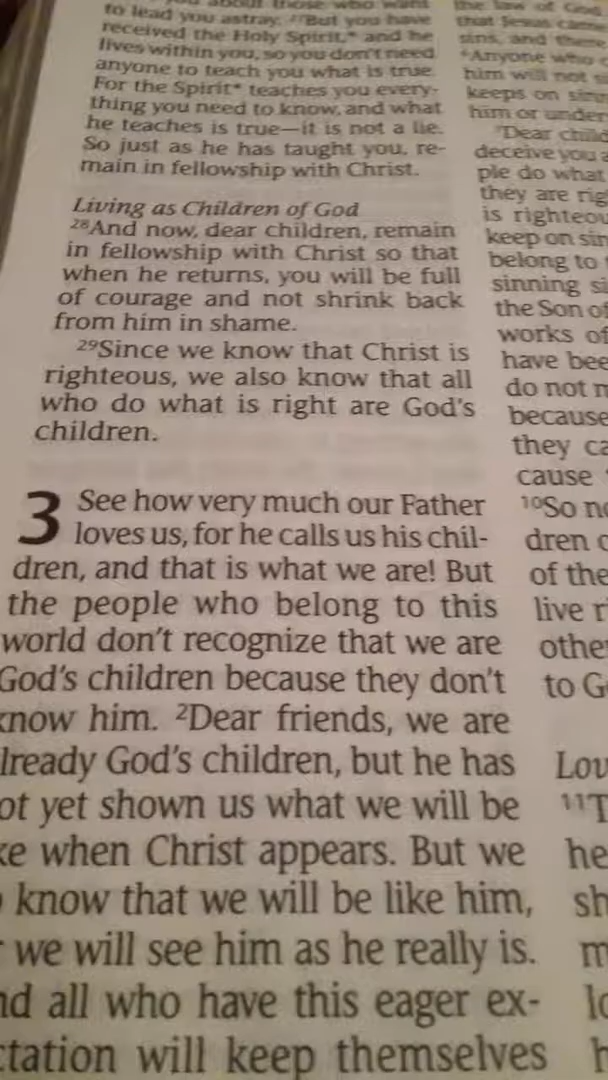 to lead you astray. ²⁷But you have
received the Holy Spirit,* and he
lives within you, so you don't need
anyone to teach you what is true.
For the Spirit* teaches you every-
thing you need to know, and what
he teaches is true—it is not a lie.
So just as he has taught you, re-
main in fellowship with Christ.
Living as Children of God
²⁸And now, dear children, remain
in fellowship with Christ so that
when he returns, you will be full
of courage and not shrink back
from him in shame.
²⁹Since we know that Christ is
righteous, we also know that all
who do what is right are God's
children.
3 See how very much our Father
loves us, for he calls us his chil-
dren, and that is what we are! But
the people who belong to this
world don't recognize that we are
God's children because they don't
know him. ²Dear friends, we are
lready God's children, but he has
ot yet shown us what we will be
ke when Christ appears. But we
know that we will be like him,
we will see him as he really is.
nd all who have this eager ex-
ctation will keep themselves
the law of God
that Jesus came
sins, and there
Anyone who
him will not
keeps on sin
him or under
Dear child
deceive you
ple do what
they are rig
is righteou
keep on sin
belong to
sinning si
the Son of
works of
have bee
do not
because
they ca
cause
¹⁰So no
dren
of the
live ri
other
to G
Lov
¹¹T
he
sh
m
lo
h